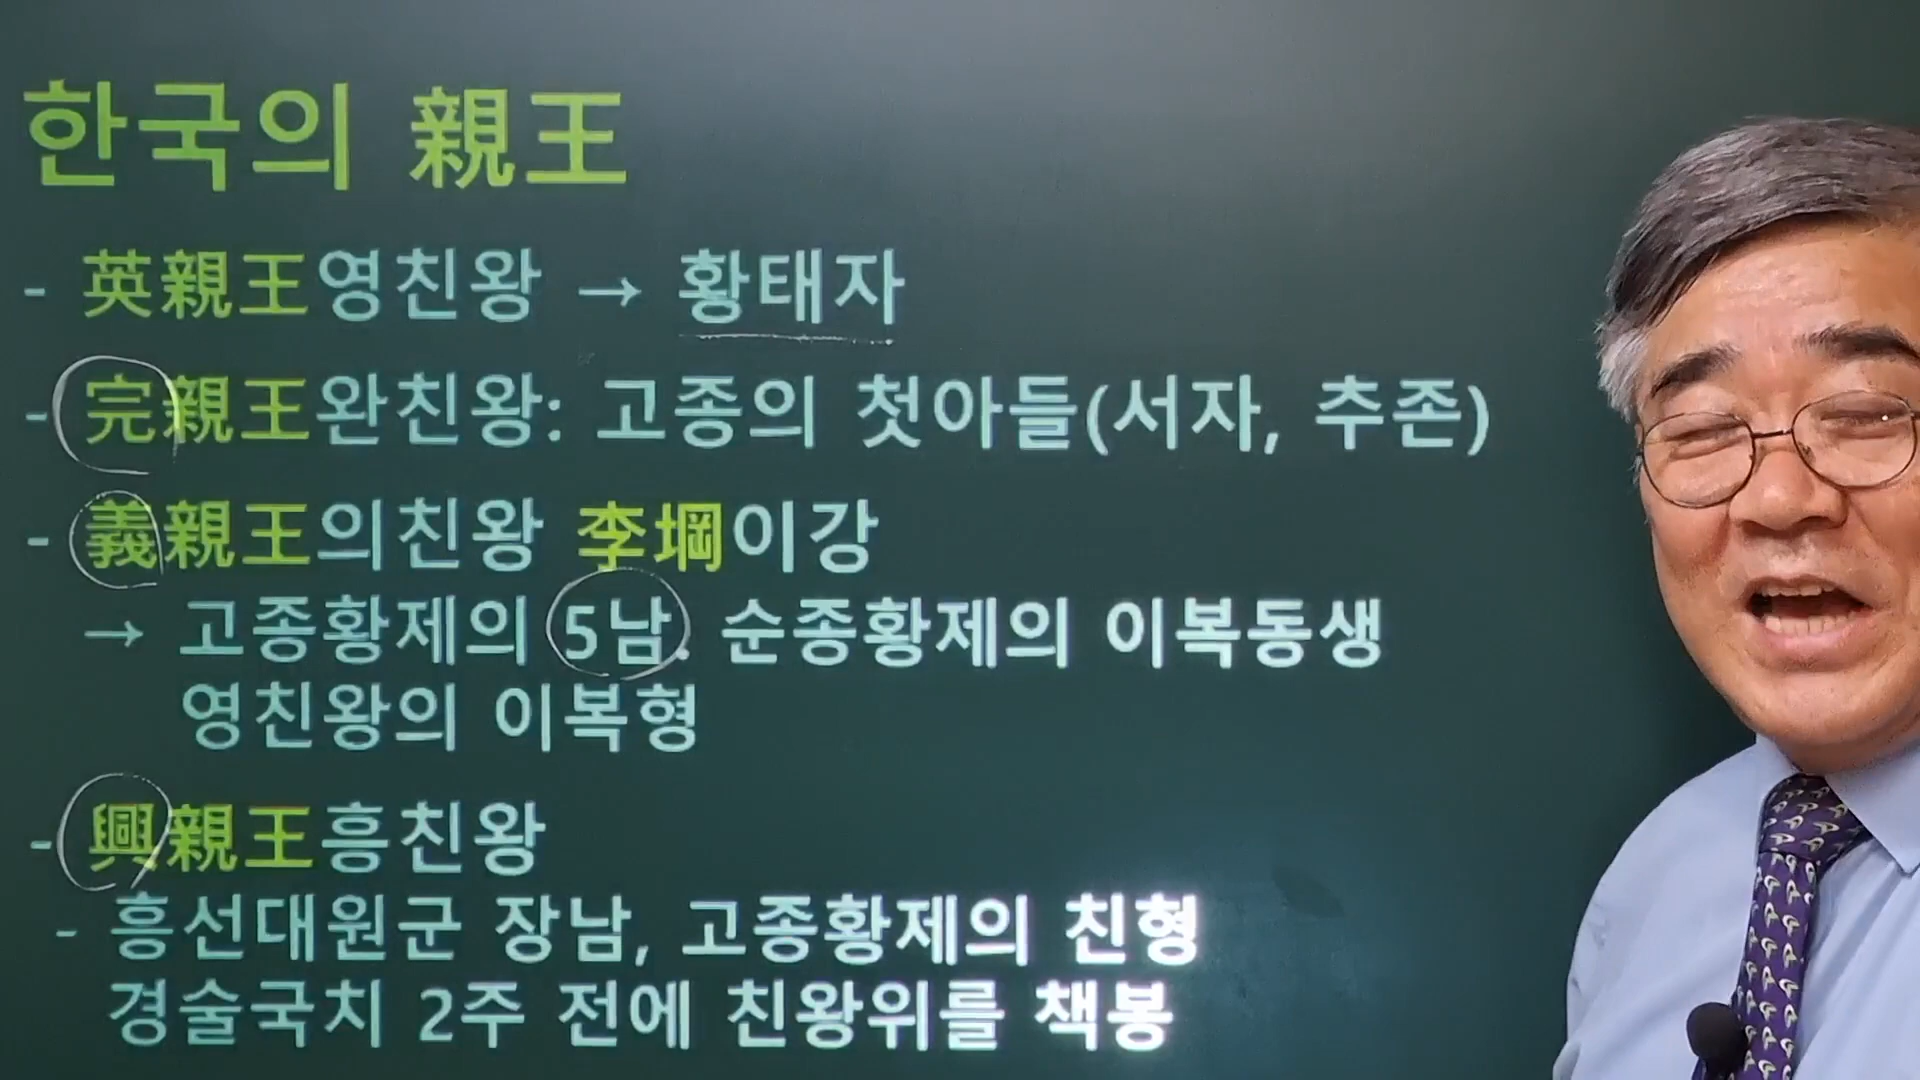 한국의 親王
- 英親王영친왕 → 황태자
- 完親王완친왕: 고종의 첫아들(서자, 추존)
- 義親王의친왕 李堈이강
→ 고종황제의 5남. 순종황제의 이복동생
영친왕의 이복형
- 興親王흥친왕
- 흥선대원군 장남, 고종황제의 친형
경술국치 2주 전에 친왕위를 책봉